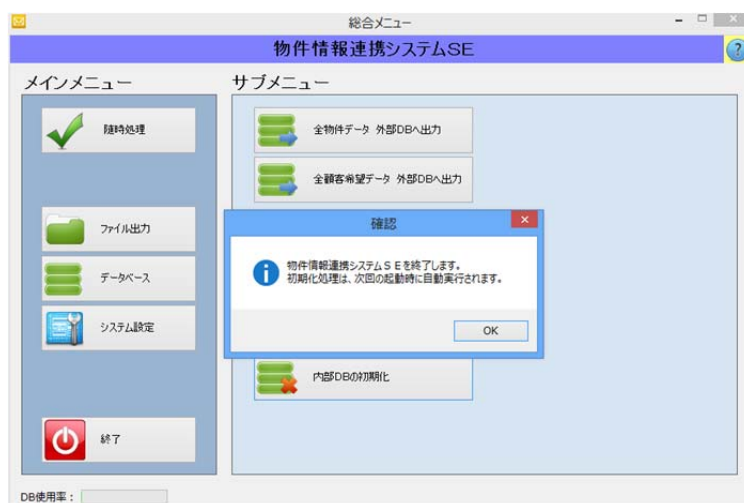 総合メニュー
物件情報連携システムSE
メインメニュー
サブメニュー
随時処理
全物件データ 外部DBへ出力
全顧客希望データ 外部DBへ出力
ファイル出力
データベース
システム設定
確認
物件情報連携システムＳＥを終了します。
初期化処理は、次回の起動時に自動実行されます。
OK
内部DBの初期化
終了
DB使用率：